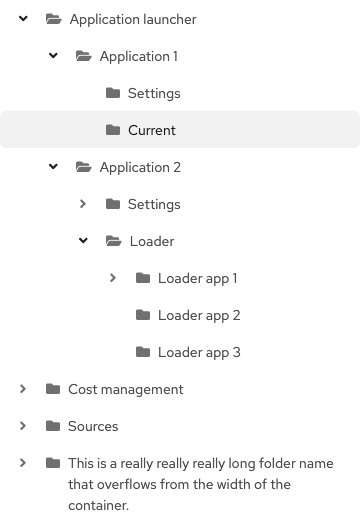 Application launcher
Application 1
Settings
Current
Application 2
Settings
Loader
Loader app 1
Loader app 2
Loader app 3
Cost management
Sources
This is a really really really long folder name
that overflows from the width of the
container.